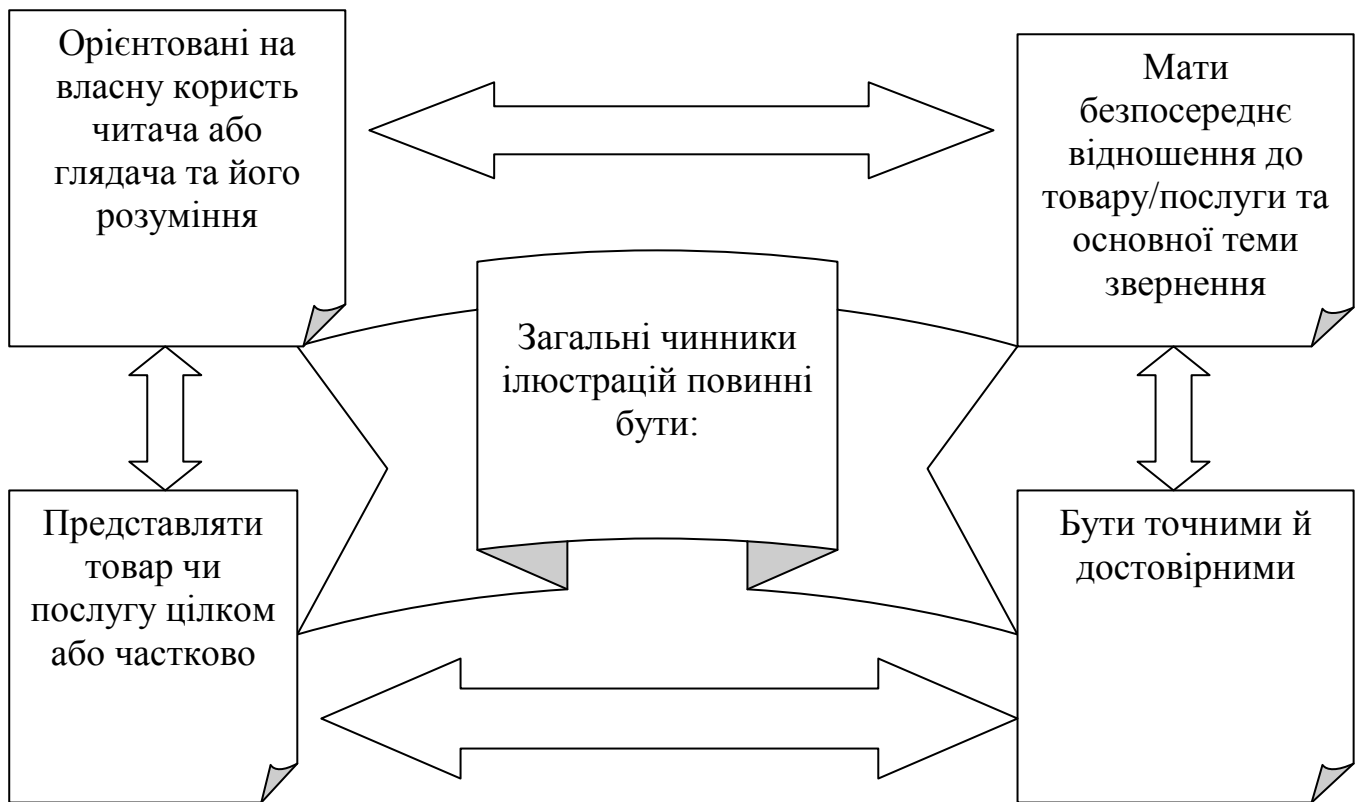 Орієнтовані на
власну користь
читача або
глядача та його
розуміння
Мати
безпосереднє
відношення до
товару/послуги та
основної теми
звернення
Загальні чинники
ілюстрацій повинні
бути:
Представляти
товар чи
послугу цілком
або частково
Бути точними й
достовірними